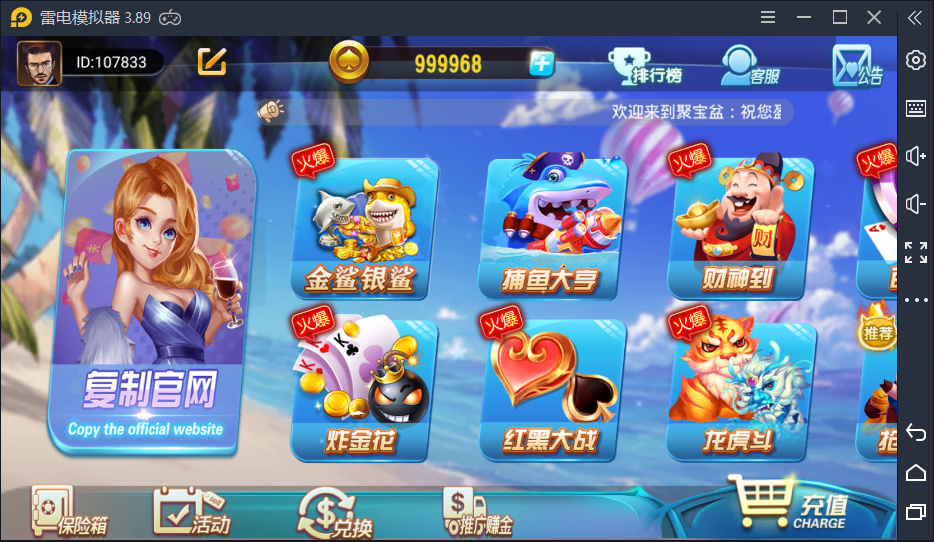 雷电模拟器 3.89
ID:107833
999968
排行榜
客服
公告
欢迎来到聚宝盆：祝您盈
复制官网
Copy the official website
火爆
金鲨银鲨
捕鱼大亨
火爆
财
财神到
火爆
A
火爆
K
K
炸金花
火爆
红黑大战
火爆
龙虎斗
推荐
抢
保险箱
sell
活动
兑换
推广赚金
充值
CHARGE